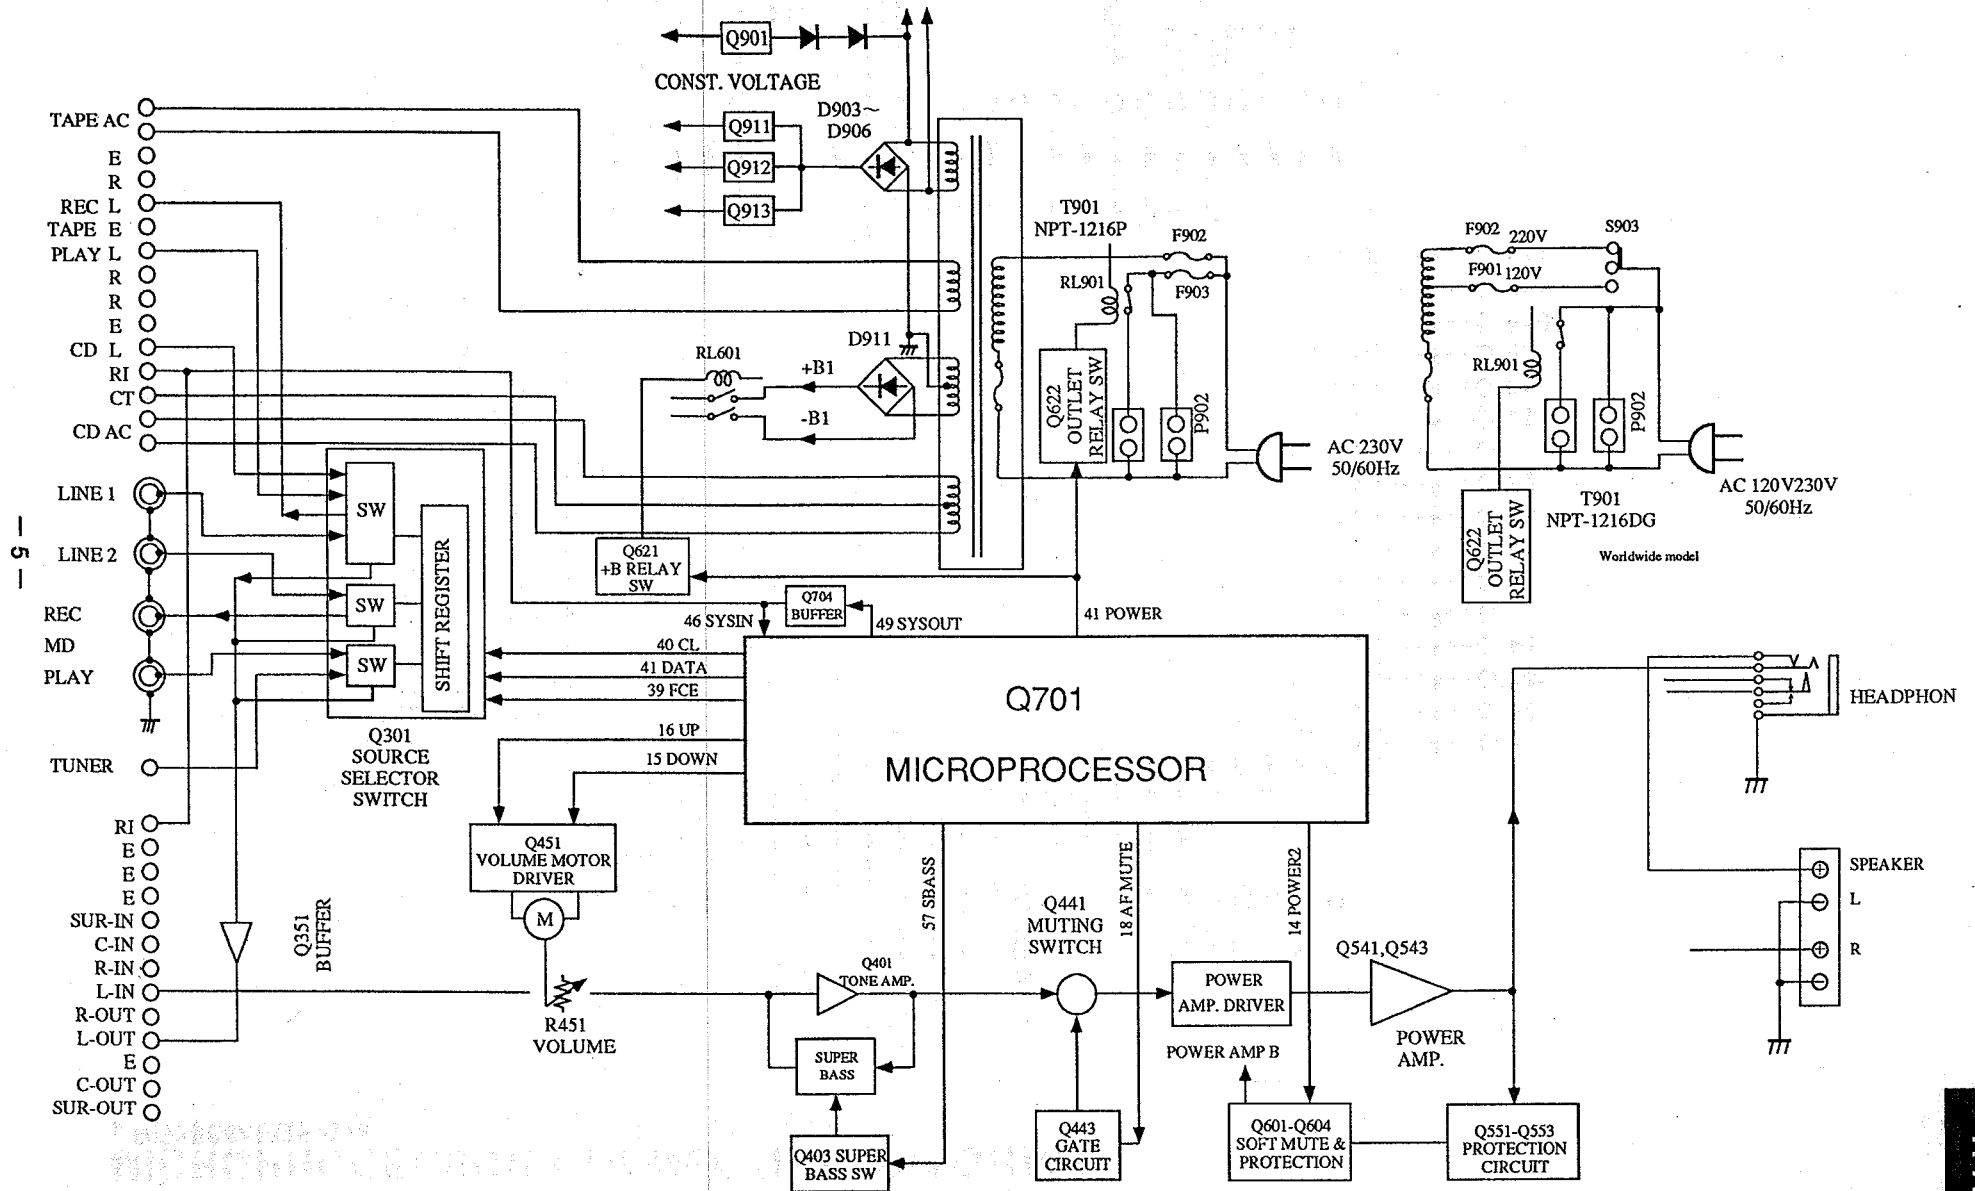 Q901
CONST. VOLTAGE
Q911
Q912
Q913
D903~
D906
TAPE AC
E
R
REC L
TAPE E
PLAY L
R
R
E
CD L
RI
CT
CD AC
LINE 1
LINE 2
REC
MD
PLAY
TUNER
RI
E
E
E
SUR-IN
C-IN
R-IN
L-IN
R-OUT
L-OUT
E
C-OUT
SUR-OUT
— 5 —
SW
SW
SW
SHIFT REGISTER
Q301
SOURCE
SELECTOR
SWITCH
Q351
BUFFER
RL601
D911
+B1
-B1
Q621
+B RELAY
SW
T901
NPT-1216P
F902
RL901
F903
Q622
OUTLET
RELAY SW
P902
AC 230V
50/60Hz
F902 220V
S903
F901 120V
RL901
P902
AC 120V230V
50/60Hz
T901
NPT-1216DG
Q622
OUTLET
RELAY SW
Worldwide model
Q704
BUFFER
46 SYSIN
49 SYSOUT
41 POWER
40 CL
41 DATA
39 FCE
16 UP
15 DOWN
Q701
MICROPROCESSOR
Q451
VOLUME MOTOR
DRIVER
M
R451
VOLUME
Q401
TONE AMP.
SUPER
BASS
Q403 SUPER
BASS SW
57 SBASS
Q441
MUTING
SWITCH
18 AF MUTE
Q443
GATE
CIRCUIT
14 POWER2
POWER
AMP. DRIVER
POWER AMP B
Q601-Q604
SOFT MUTE &
PROTECTION
Q541,Q543
POWER
AMP.
Q551-Q553
PROTECTION
CIRCUIT
HEADPHON
SPEAKER
L
R